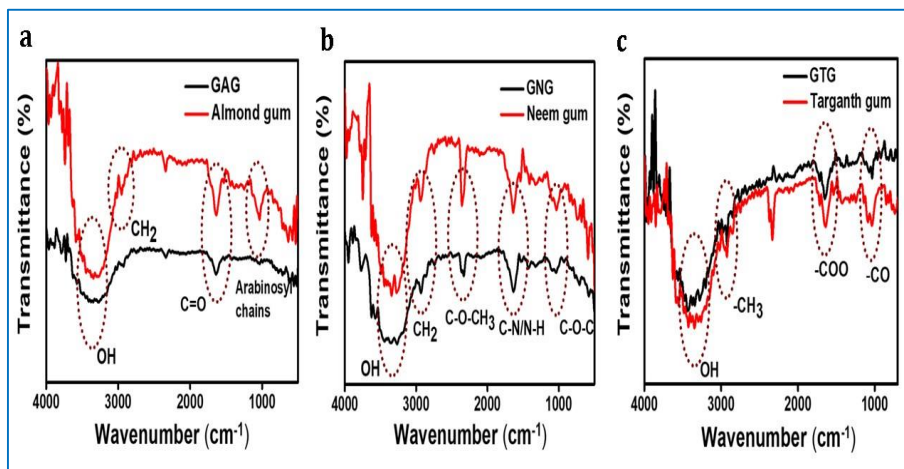 a
b
c
GAG
Almond gum
GNG
Neem gum
GTG
Targanth gum
Transmittance (%)
CH2
C=O
Arabinosyl
chains
OH
4000 3000 2000 1000
Wavenumber (cm-1)
Transmittance (%)
OH
CH2
C-O-CH3
C-N/N-H
C-O-C
4000 3000 2000 1000
Wavenumber (cm-1)
Transmittance (%)
-COO
-CO
-CH3
OH
4000 3000 2000 1000
Wavenumber (cm-1)